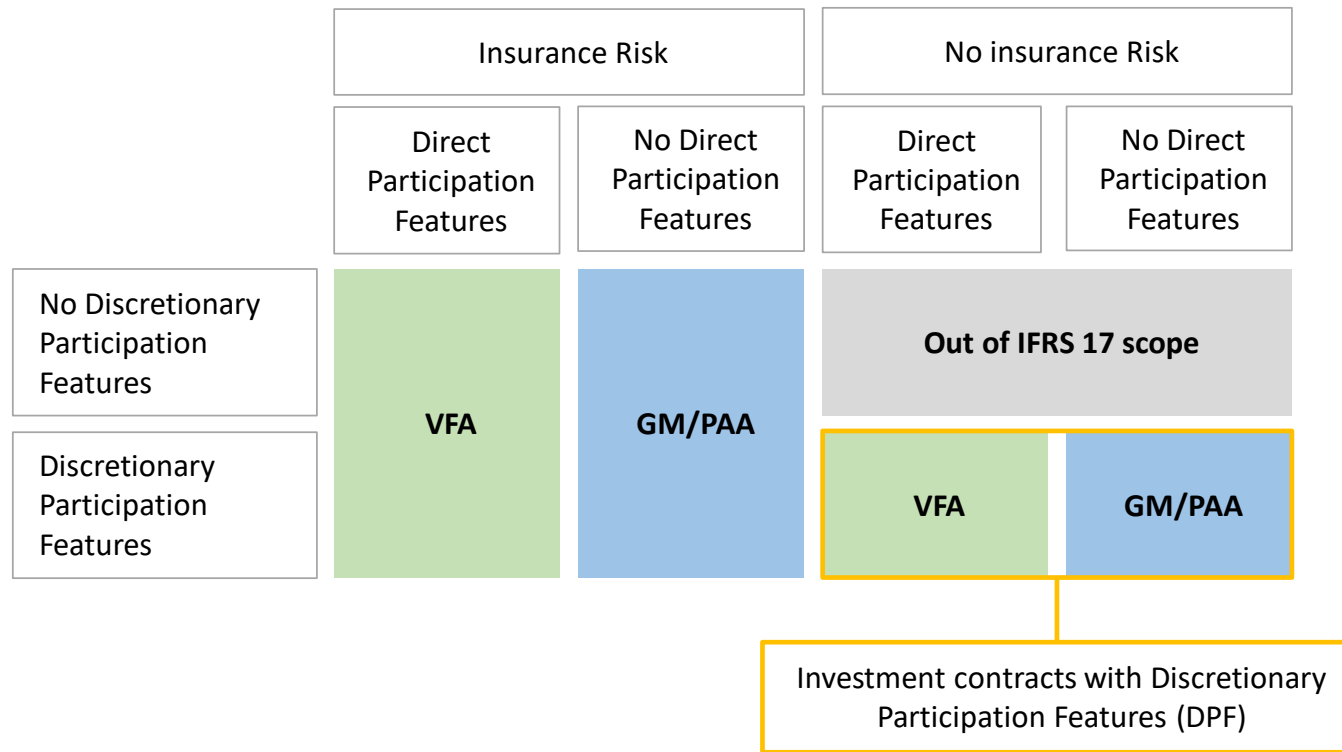 Insurance Risk
No insurance Risk
Direct
Participation
Features
No Direct
Participation
Features
Direct
Participation
Features
No Direct
Participation
Features
No Discretionary
Participation
Features
VFA
GM/PAA
Out of IFRS 17 scope
Discretionary
Participation
Features
VFA
GM/PAA
Investment contracts with Discretionary
Participation Features (DPF)